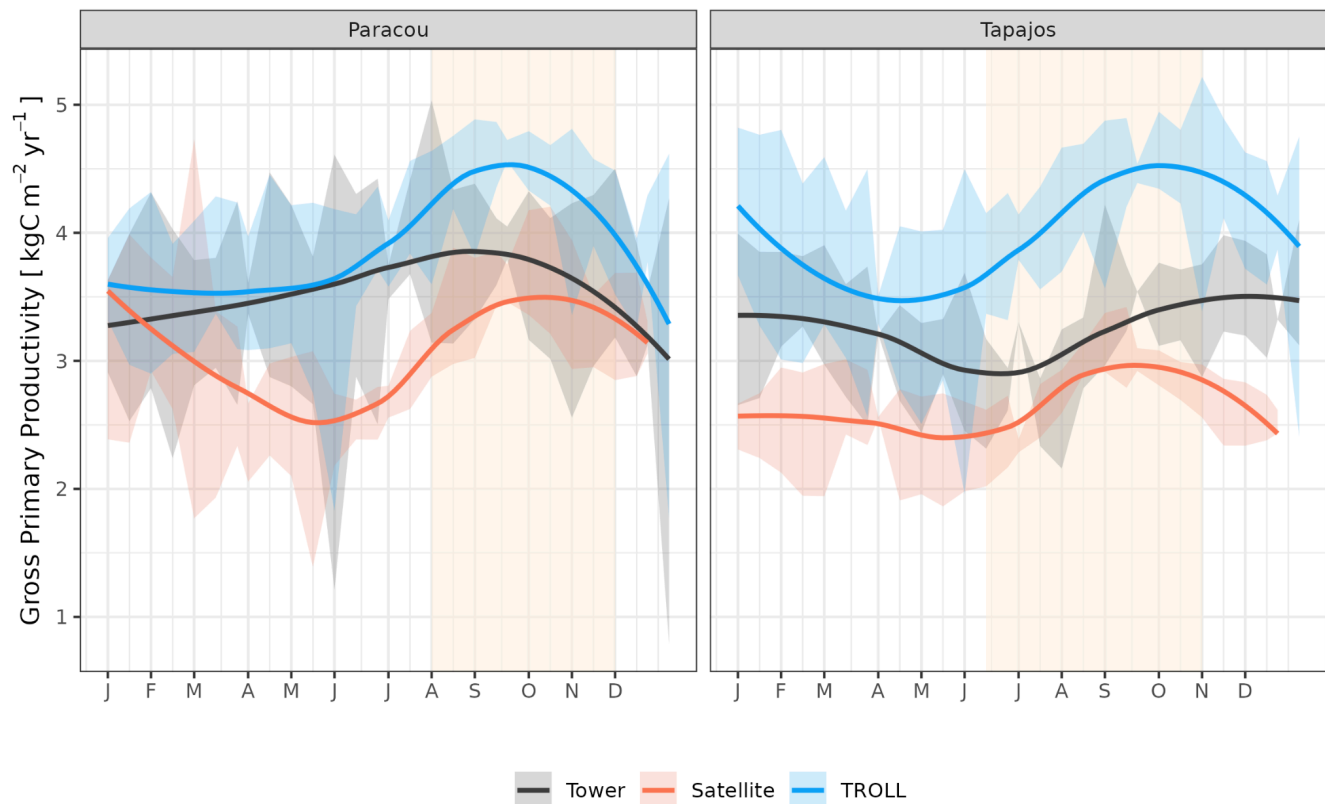 Paracou
Tapajos
Gross Primary Productivity [ kgC m⁻² yr⁻¹ ]
5
4
3
2
1
J F M A M J J A S O N D
J F M A M J J A S O N D
Tower Satellite TROLL